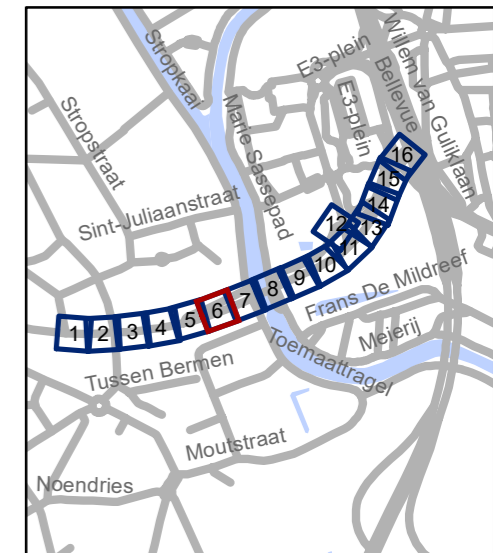 E3-plein
Willem van Guliklaan
Bellevue
Stropkaai
Marie Sassepad
E3-plein
Stropstraat
Sint-Juliaanstraat
16
15
14
13
12
11
10
9
8
7
6
5
4
3
2
1
Frans De Mildreef
Meierij
Toemaattragel
Tussen Bermen
Moutstraat
Noendries